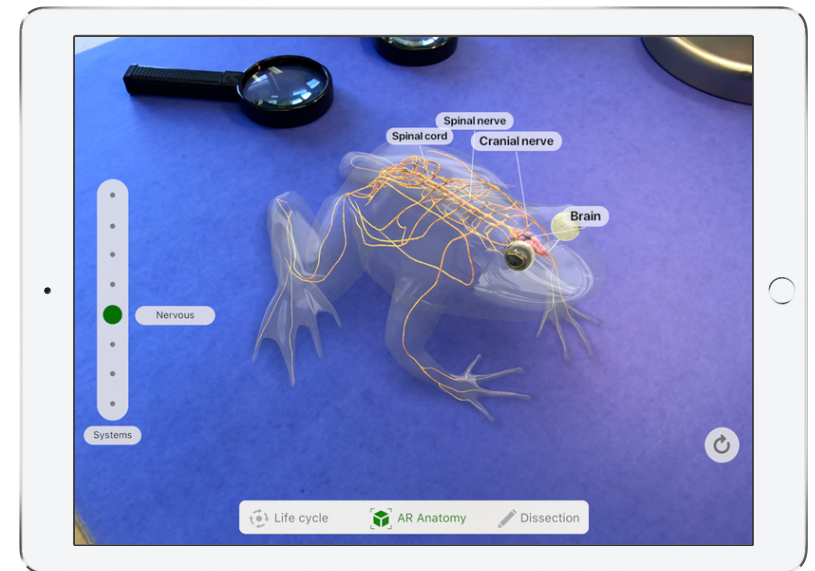 Spinal nerve
Spinal cord
Cranial nerve
Brain
Nervous
Systems
Life cycle
AR Anatomy
Dissection